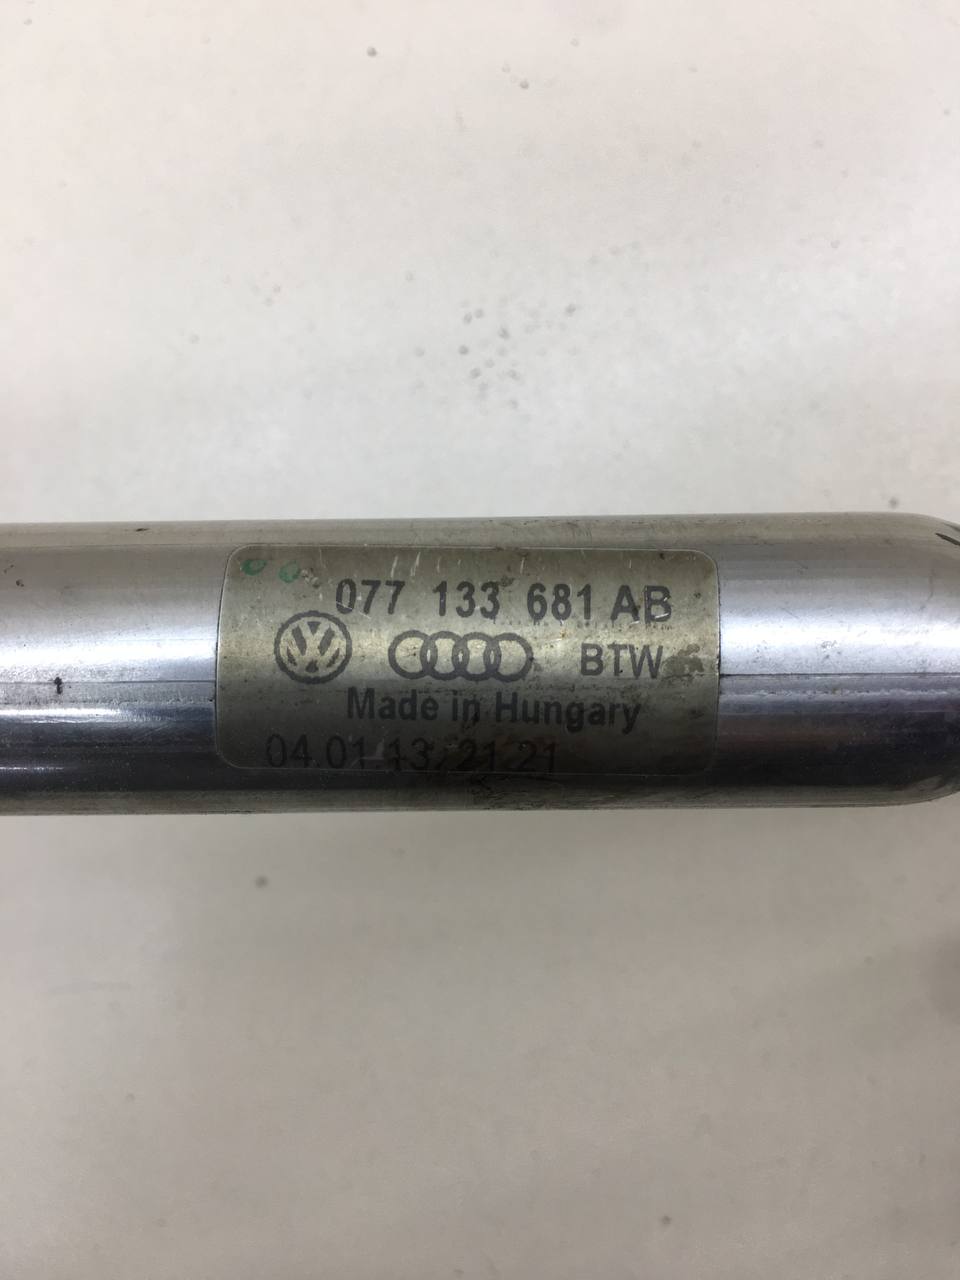 077 133 681 AB
BTW
Made in Hungary
04.01.13 21 21